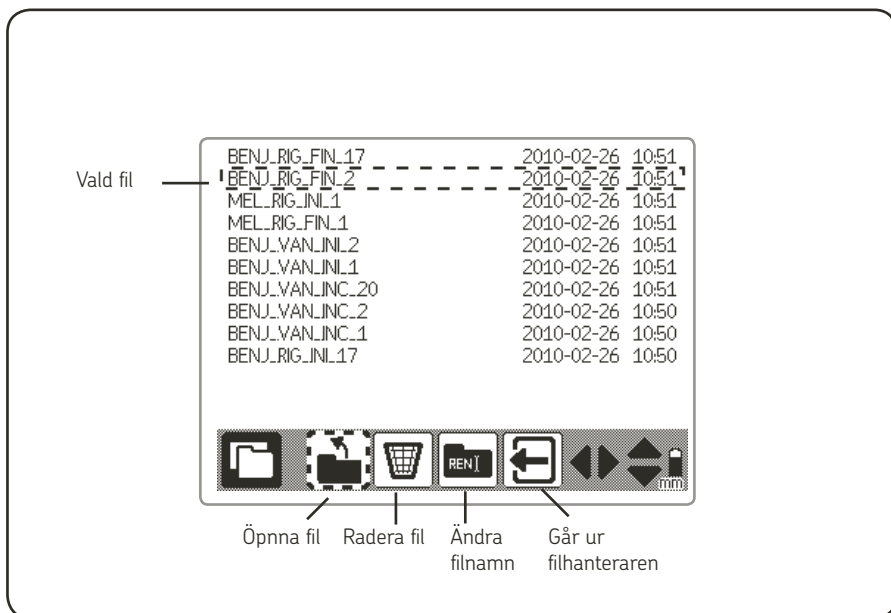 BENJ_RIG_FIN_17 2010-02-26 10:51
Vald fil
BENJ_RIG_FIN_2 2010-02-26 10:51
MEL_RIG_INI_1 2010-02-26 10:51
MEL_RIG_FIN_1 2010-02-26 10:51
BENJ_VAN_INI_2 2010-02-26 10:51
BENJ_VAN_INI_1 2010-02-26 10:51
BENJ_VAN_INC_20 2010-02-26 10:51
BENJ_VAN_INC_2 2010-02-26 10:50
BENJ_VAN_INC_1 2010-02-26 10:50
BENJ_RIG_INI_17 2010-02-26 10:50
REN
mm
Öpnna fil
Radera fil
Ändra
filnamn
Går ur
filhanteraren